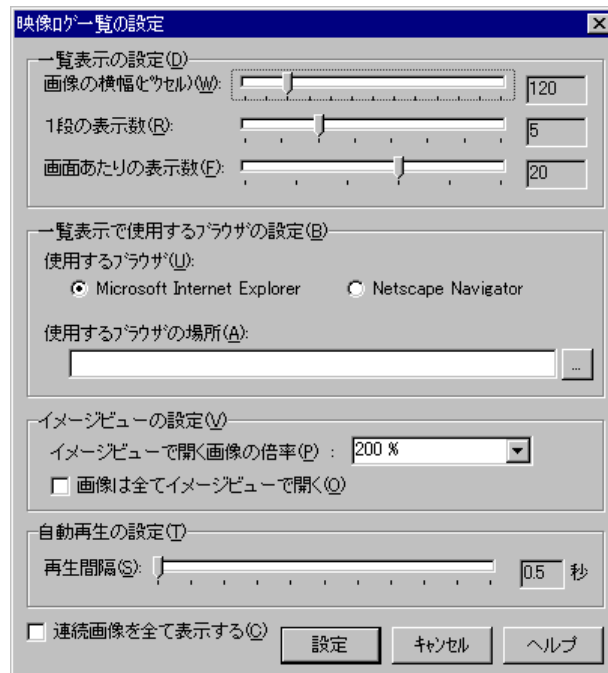 映像ﾛｸﾞ一覧の設定
一覧表示の設定(D)
画像の横幅(ﾋﾟｸｾﾙ)(W):
120
1段の表示数(R):
5
画面あたりの表示数(F):
20
一覧表示で使用するﾌﾞﾗｳｻﾞの設定(B)
使用するﾌﾞﾗｳｻﾞ(U):
Microsoft Internet Explorer Netscape Navigator
使用するﾌﾞﾗｳｻﾞの場所(A):
...
イメージビューの設定(V)
イメージビューで開く画像の倍率(P) : 200 %
画像は全てイメージビューで開く(O)
自動再生の設定(T)
再生間隔(S): 0.5 秒
連続画像を全て表示する(C) 設定 ｷｬﾝｾﾙ ヘルプ